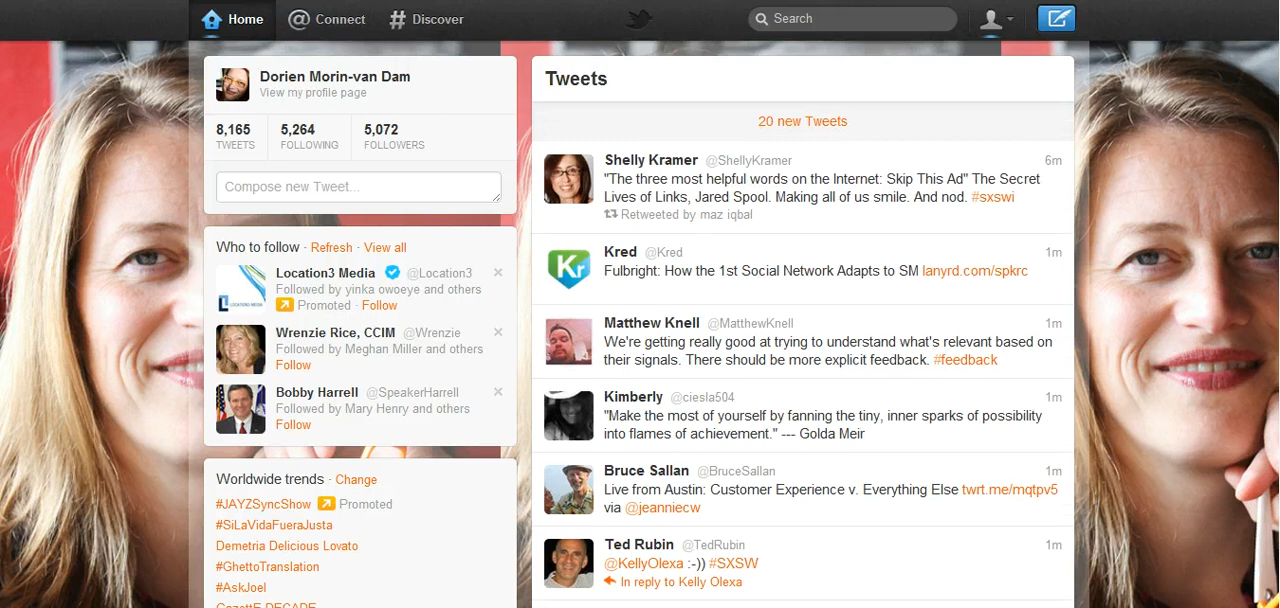 Home
Connect
Discover
Search
Dorien Morin-van Dam
View my profile page
8,165
TWEETS
5,264
FOLLOWING
5,072
FOLLOWERS
Compose new Tweet...
Who to follow · Refresh · View all
Location3 Media @Location3
Followed by yinka owoeye and others
Promoted · Follow
Wrenzie Rice, CCIM @Wrenzie
Followed by Meghan Miller and others
Follow
Bobby Harrell @SpeakerHarrell
Followed by Mary Henry and others
Follow
Worldwide trends · Change
#JAYZSyncShow Promoted
#SiLaVidaFueraJusta
Demetria Delicious Lovato
#GhettoTranslation
#AskJoel
GazettE DECADE
Tweets
20 new Tweets
Shelly Kramer @ShellyKramer 6m
"The three most helpful words on the Internet: Skip This Ad" The Secret
Lives of Links, Jared Spool. Making all of us smile. And nod. #sxswi
Retweeted by maz iqbal
Kr
Kred @Kred 1m
Fulbright: How the 1st Social Network Adapts to SM lanyrd.com/spkrc
Matthew Knell @MatthewKnell 1m
We're getting really good at trying to understand what's relevant based on
their signals. There should be more explicit feedback. #feedback
Kimberly @ciesla504 1m
"Make the most of yourself by fanning the tiny, inner sparks of possibility
into flames of achievement." --- Golda Meir
Bruce Sallan @BruceSallan 1m
Live from Austin: Customer Experience v. Everything Else twrt.me/mqtpv5
via @jeanniecw
Ted Rubin @TedRubin 1m
@KellyOlexa :-)) #SXSW
In reply to Kelly Olexa